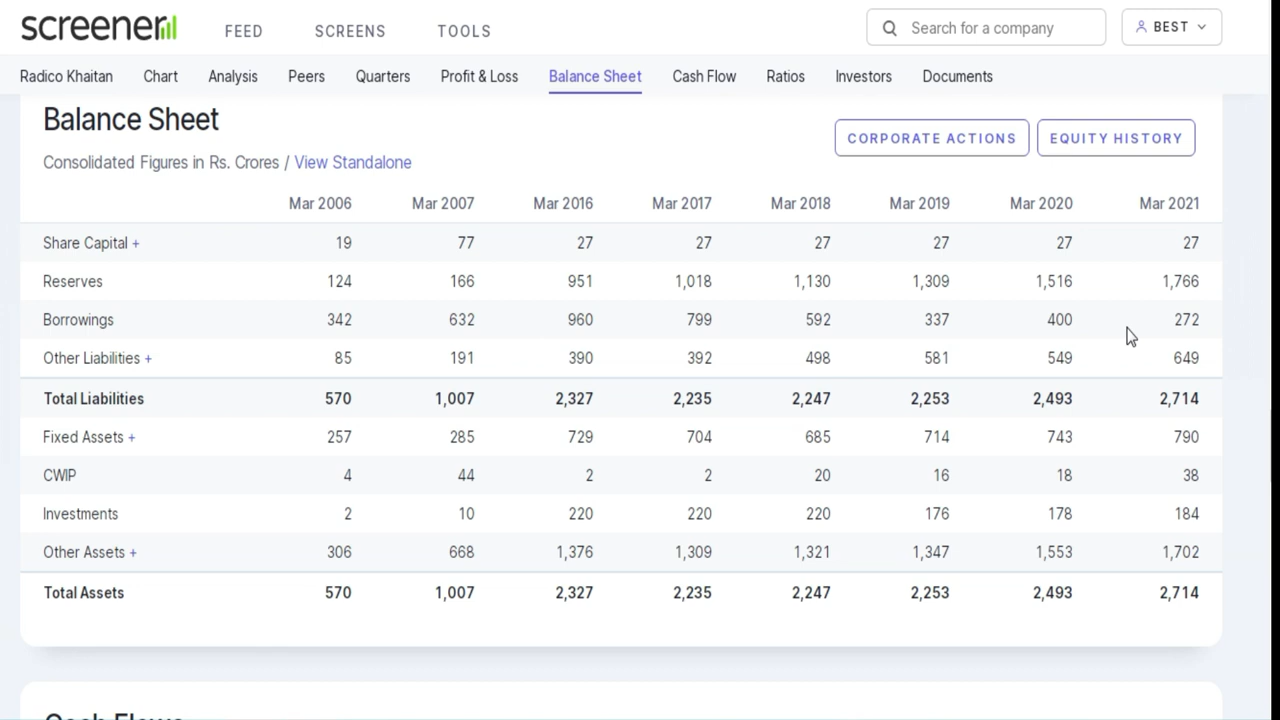 screener FEED SCREENS TOOLS Search for a company BEST
Radico Khaitan Chart Analysis Peers Quarters Profit & Loss Balance Sheet Cash Flow Ratios Investors Documents
Balance Sheet
CORPORATE ACTIONS EQUITY HISTORY
Consolidated Figures in Rs. Crores / View Standalone
Mar 2006 Mar 2007 Mar 2016 Mar 2017 Mar 2018 Mar 2019 Mar 2020 Mar 2021
Share Capital + 19 77 27 27 27 27 27 27
Reserves 124 166 951 1,018 1,130 1,309 1,516 1,766
Borrowings 342 632 960 799 592 337 400 272
Other Liabilities + 85 191 390 392 498 581 549 649
Total Liabilities 570 1,007 2,327 2,235 2,247 2,253 2,493 2,714
Fixed Assets + 257 285 729 704 685 714 743 790
CWIP 4 44 2 2 20 16 18 38
Investments 2 10 220 220 220 176 178 184
Other Assets + 306 668 1,376 1,309 1,321 1,347 1,553 1,702
Total Assets 570 1,007 2,327 2,235 2,247 2,253 2,493 2,714
Cash Flows